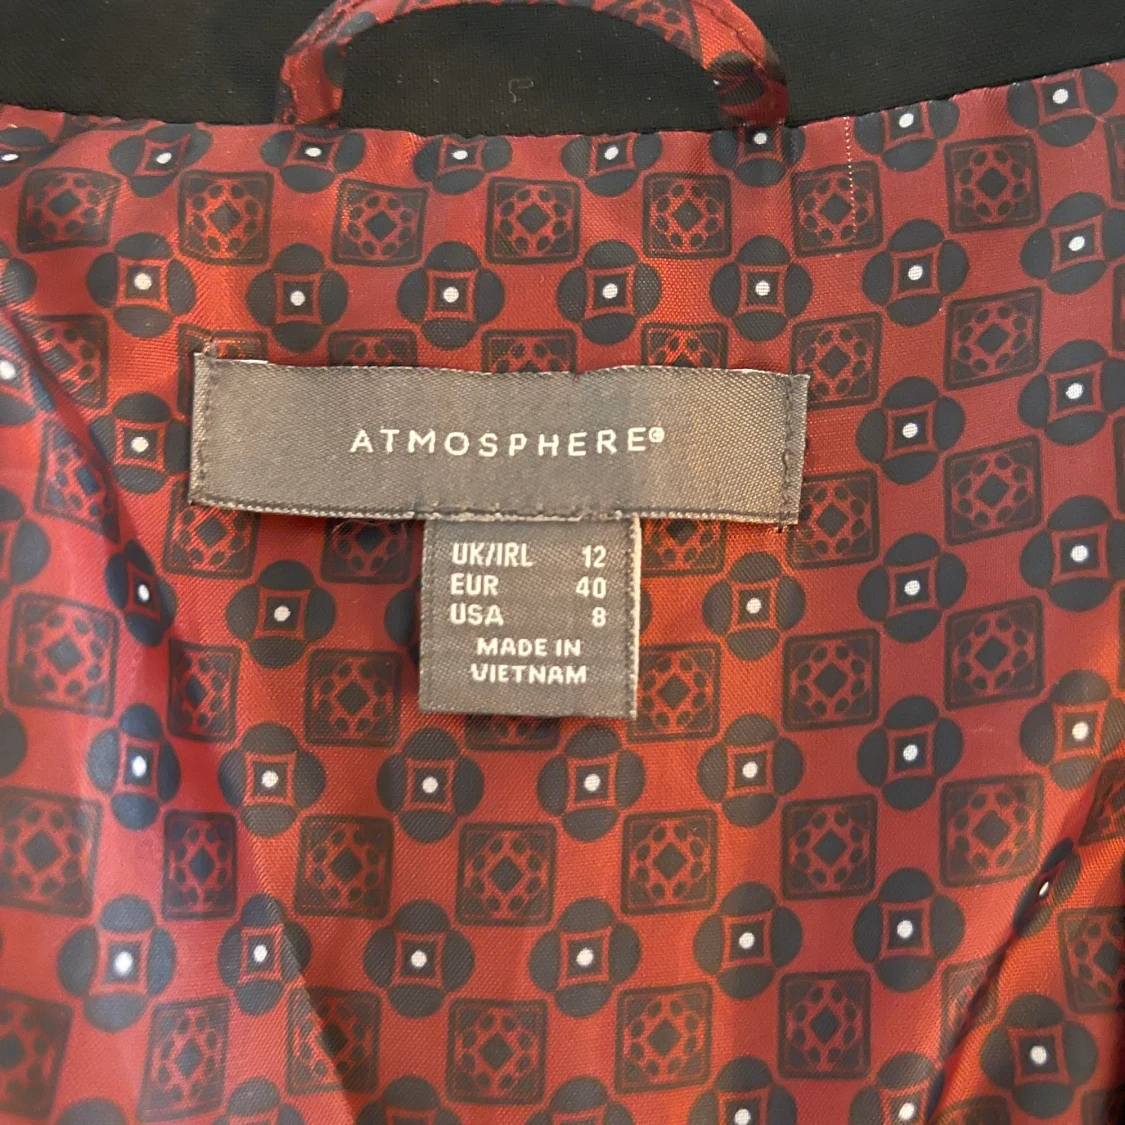 ATMOSPHERE®
UK/IRL 12
EUR 40
USA 8
MADE IN
VIETNAM